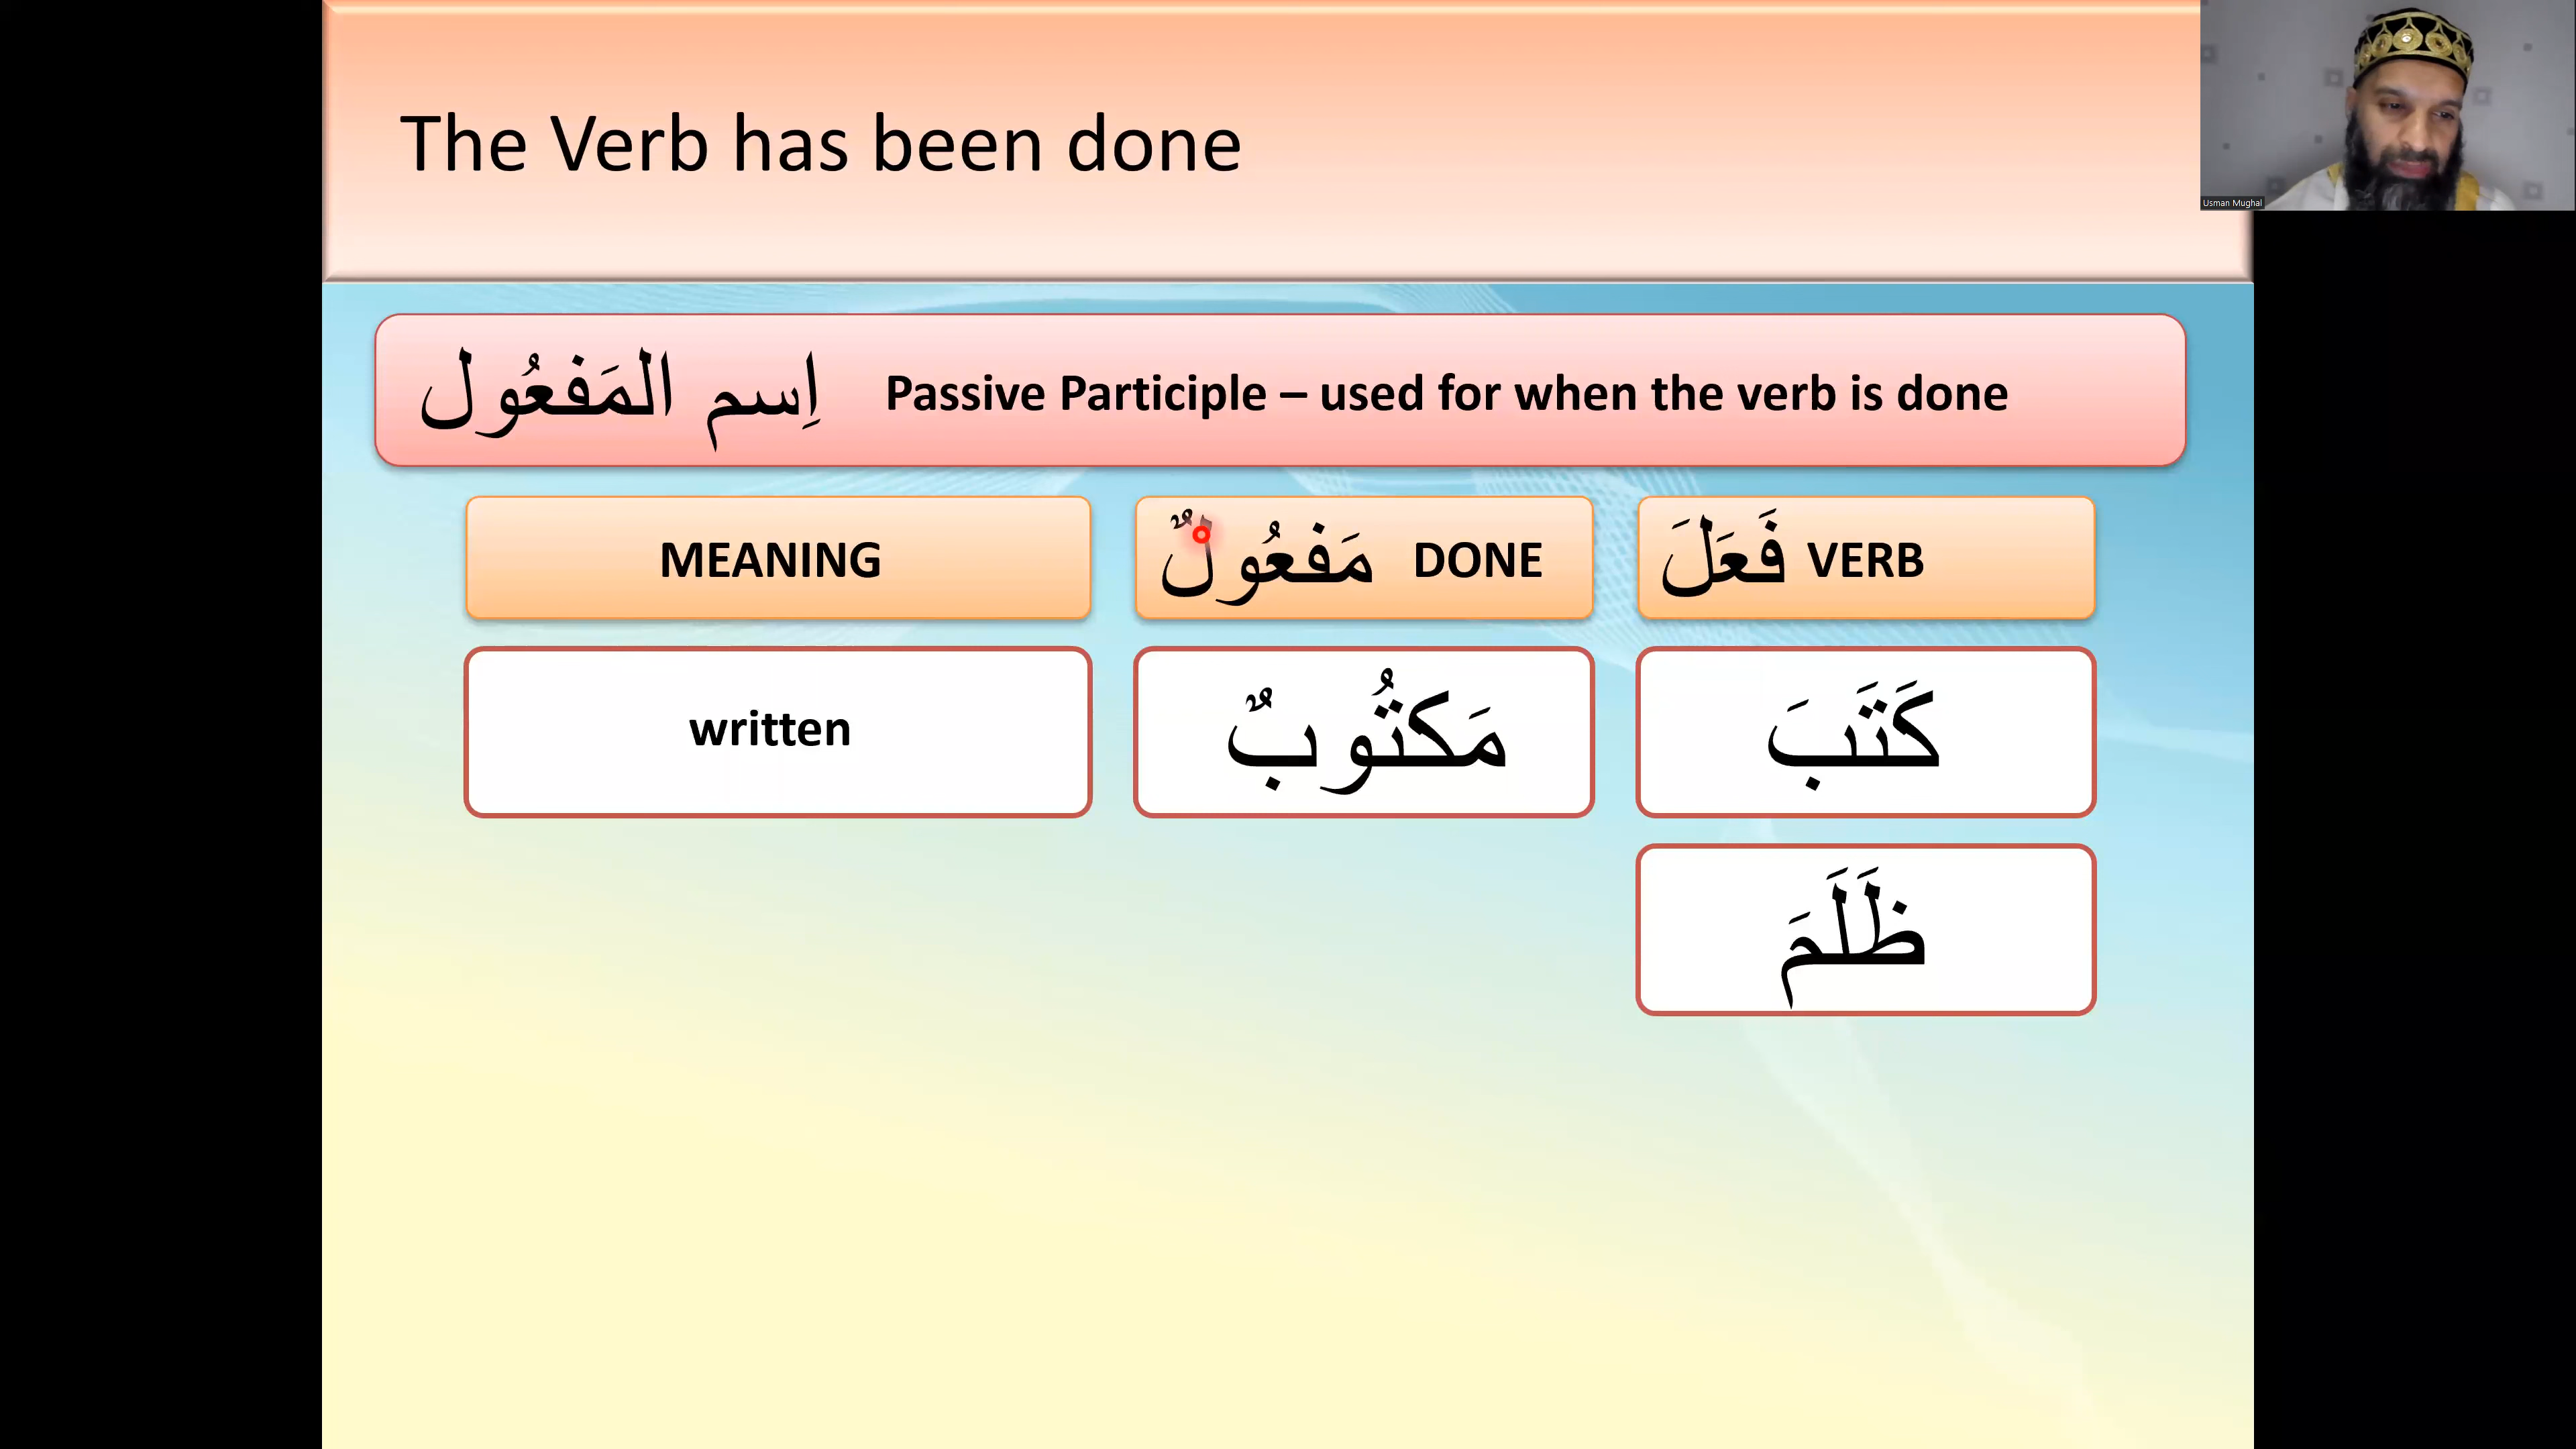 The Verb has been done
Usman Mughal
اِسم المَفعُول Passive Participle – used for when the verb is done
MEANING
مَفعُولٌ DONE
فَعَلَ VERB
written
مَكتُوبٌ
كَتَبَ
ظَلَمَ